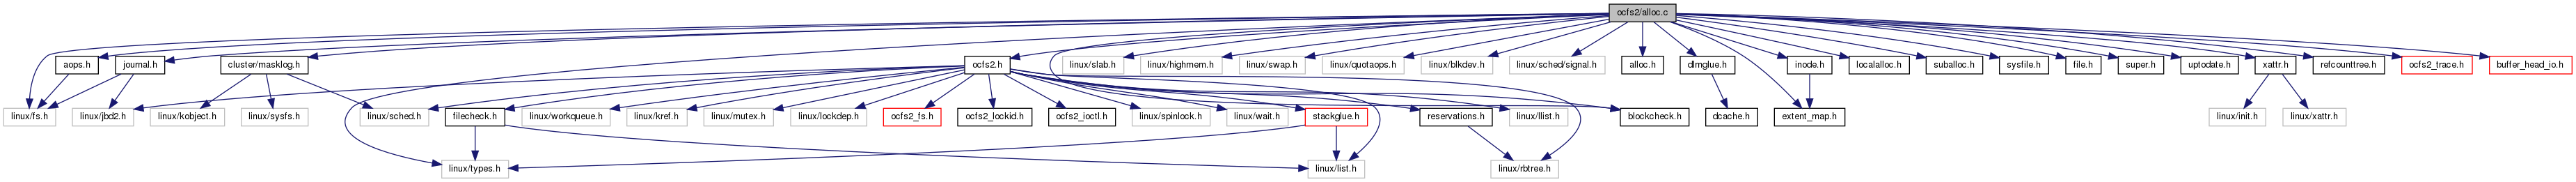 ocfs2/alloc.c
aops.h
journal.h
cluster/masklog.h
ocfs2.h
linux/slab.h
linux/highmem.h
linux/swap.h
linux/quotaops.h
linux/blkdev.h
linux/sched/signal.h
alloc.h
dlmglue.h
inode.h
localalloc.h
suballoc.h
sysfile.h
file.h
super.h
uptodate.h
xattr.h
refcounttree.h
ocfs2_trace.h
buffer_head_io.h
linux/fs.h
linux/jbd2.h
linux/kobject.h
linux/sysfs.h
linux/sched.h
filecheck.h
linux/workqueue.h
linux/kref.h
linux/mutex.h
linux/lockdep.h
ocfs2_fs.h
ocfs2_lockid.h
ocfs2_ioctl.h
linux/spinlock.h
linux/wait.h
stackglue.h
reservations.h
linux/llist.h
blockcheck.h
dcache.h
extent_map.h
linux/init.h
linux/xattr.h
linux/types.h
linux/list.h
linux/rbtree.h